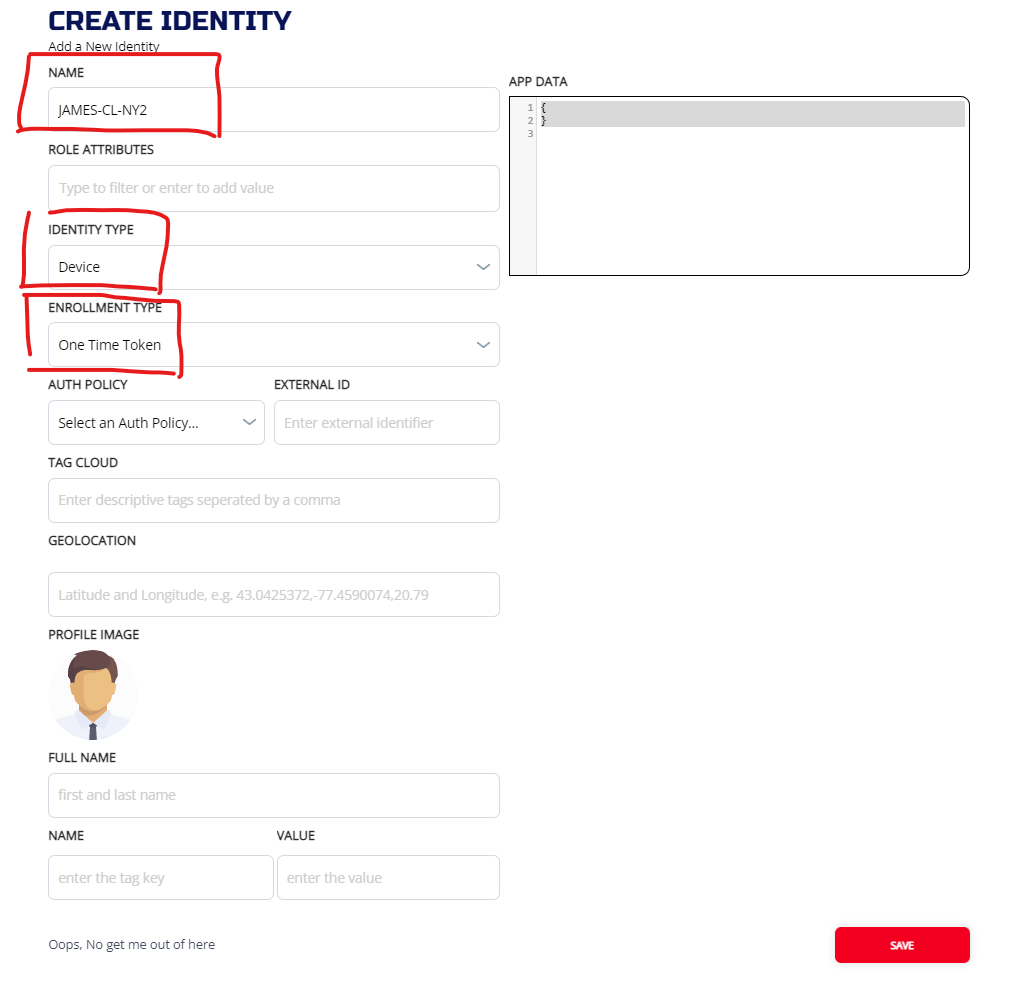 CREATE IDENTITY
Add a New Identity
NAME
JAMES-CL-NY2
ROLE ATTRIBUTES
Type to filter or enter to add value
IDENTITY TYPE
Device
ENROLLMENT TYPE
One Time Token
AUTH POLICY
EXTERNAL ID
Select an Auth Policy...
Enter external identifier
TAG CLOUD
Enter descriptive tags seperated by a comma
GEOLOCATION
Latitude and Longitude, e.g. 43.0425372,-77.4590074,20.79
PROFILE IMAGE
FULL NAME
first and last name
NAME
VALUE
enter the tag key
enter the value
Oops, No get me out of here
APP DATA
1 {
2 }
3
SAVE